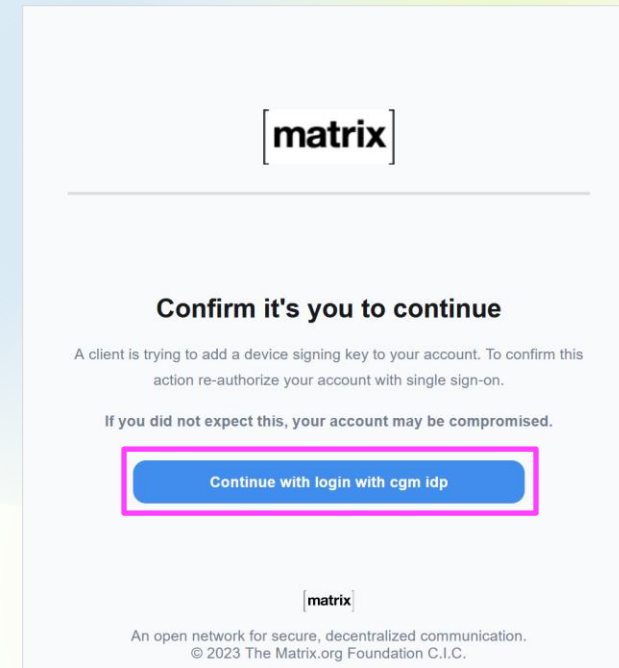 [matrix]
Confirm it's you to continue
A client is trying to add a device signing key to your account. To confirm this
action re-authorize your account with single sign-on.
If you did not expect this, your account may be compromised.
Continue with login with cgm idp
[matrix]
An open network for secure, decentralized communication.
© 2023 The Matrix.org Foundation C.I.C.